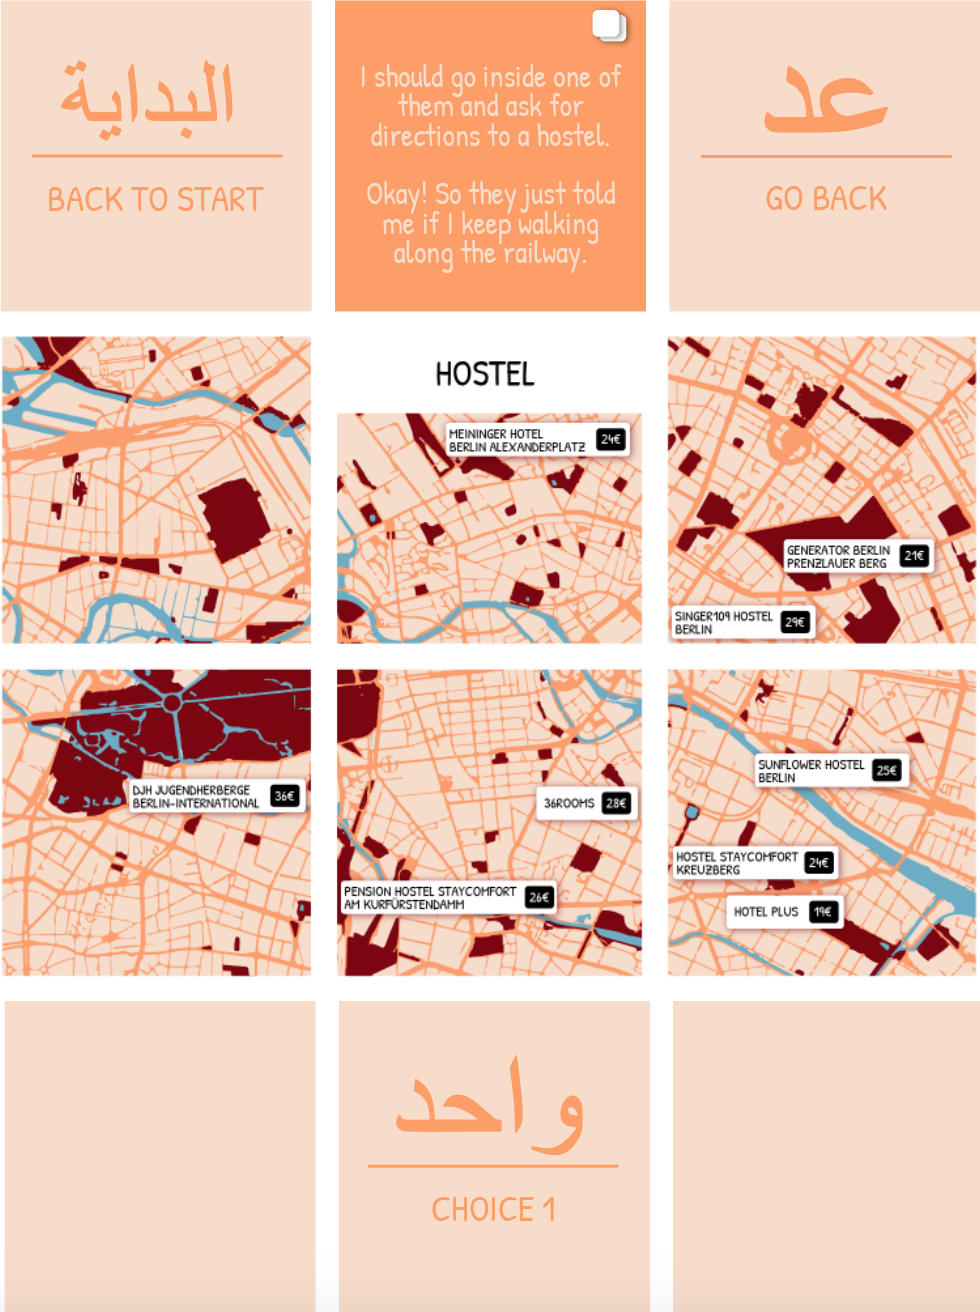 البداية
BACK TO START
I should go inside one of
them and ask for
directions to a hostel.
Okay! So they just told
me if I keep walking
along the railway.
عد
GO BACK
HOSTEL
MEININGER HOTEL
BERLIN ALEXANDERPLATZ 24€
GENERATOR BERLIN
PRENZLAUER BERG 21€
SINGER109 HOSTEL
BERLIN 29€
DJH JUGENDHERBERGE
BERLIN-INTERNATIONAL 36€
36ROOMS 28€
PENSION HOSTEL STAYCOMFORT
AM KURFÜRSTENDAMM 26€
SUNFLOWER HOSTEL
BERLIN 25€
HOSTEL STAYCOMFORT
KREUZBERG 24€
HOTEL PLUS 19€
واحد
CHOICE 1